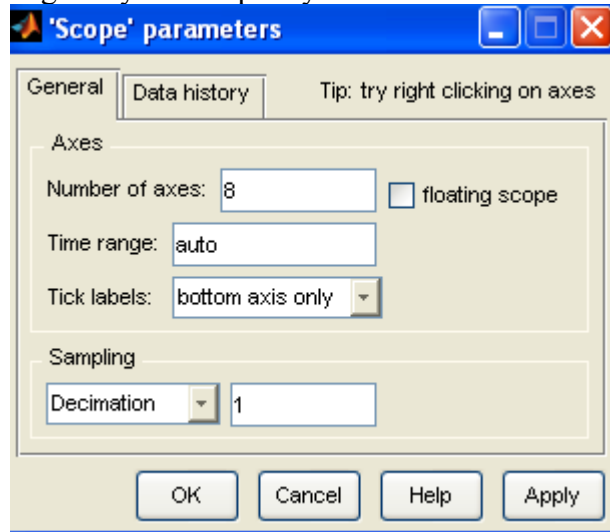 'Scope' parameters
General Data history Tip: try right clicking on axes
Axes
Number of axes: 8 floating scope
Time range: auto
Tick labels: bottom axis only
Sampling
Decimation 1
OK Cancel Help Apply